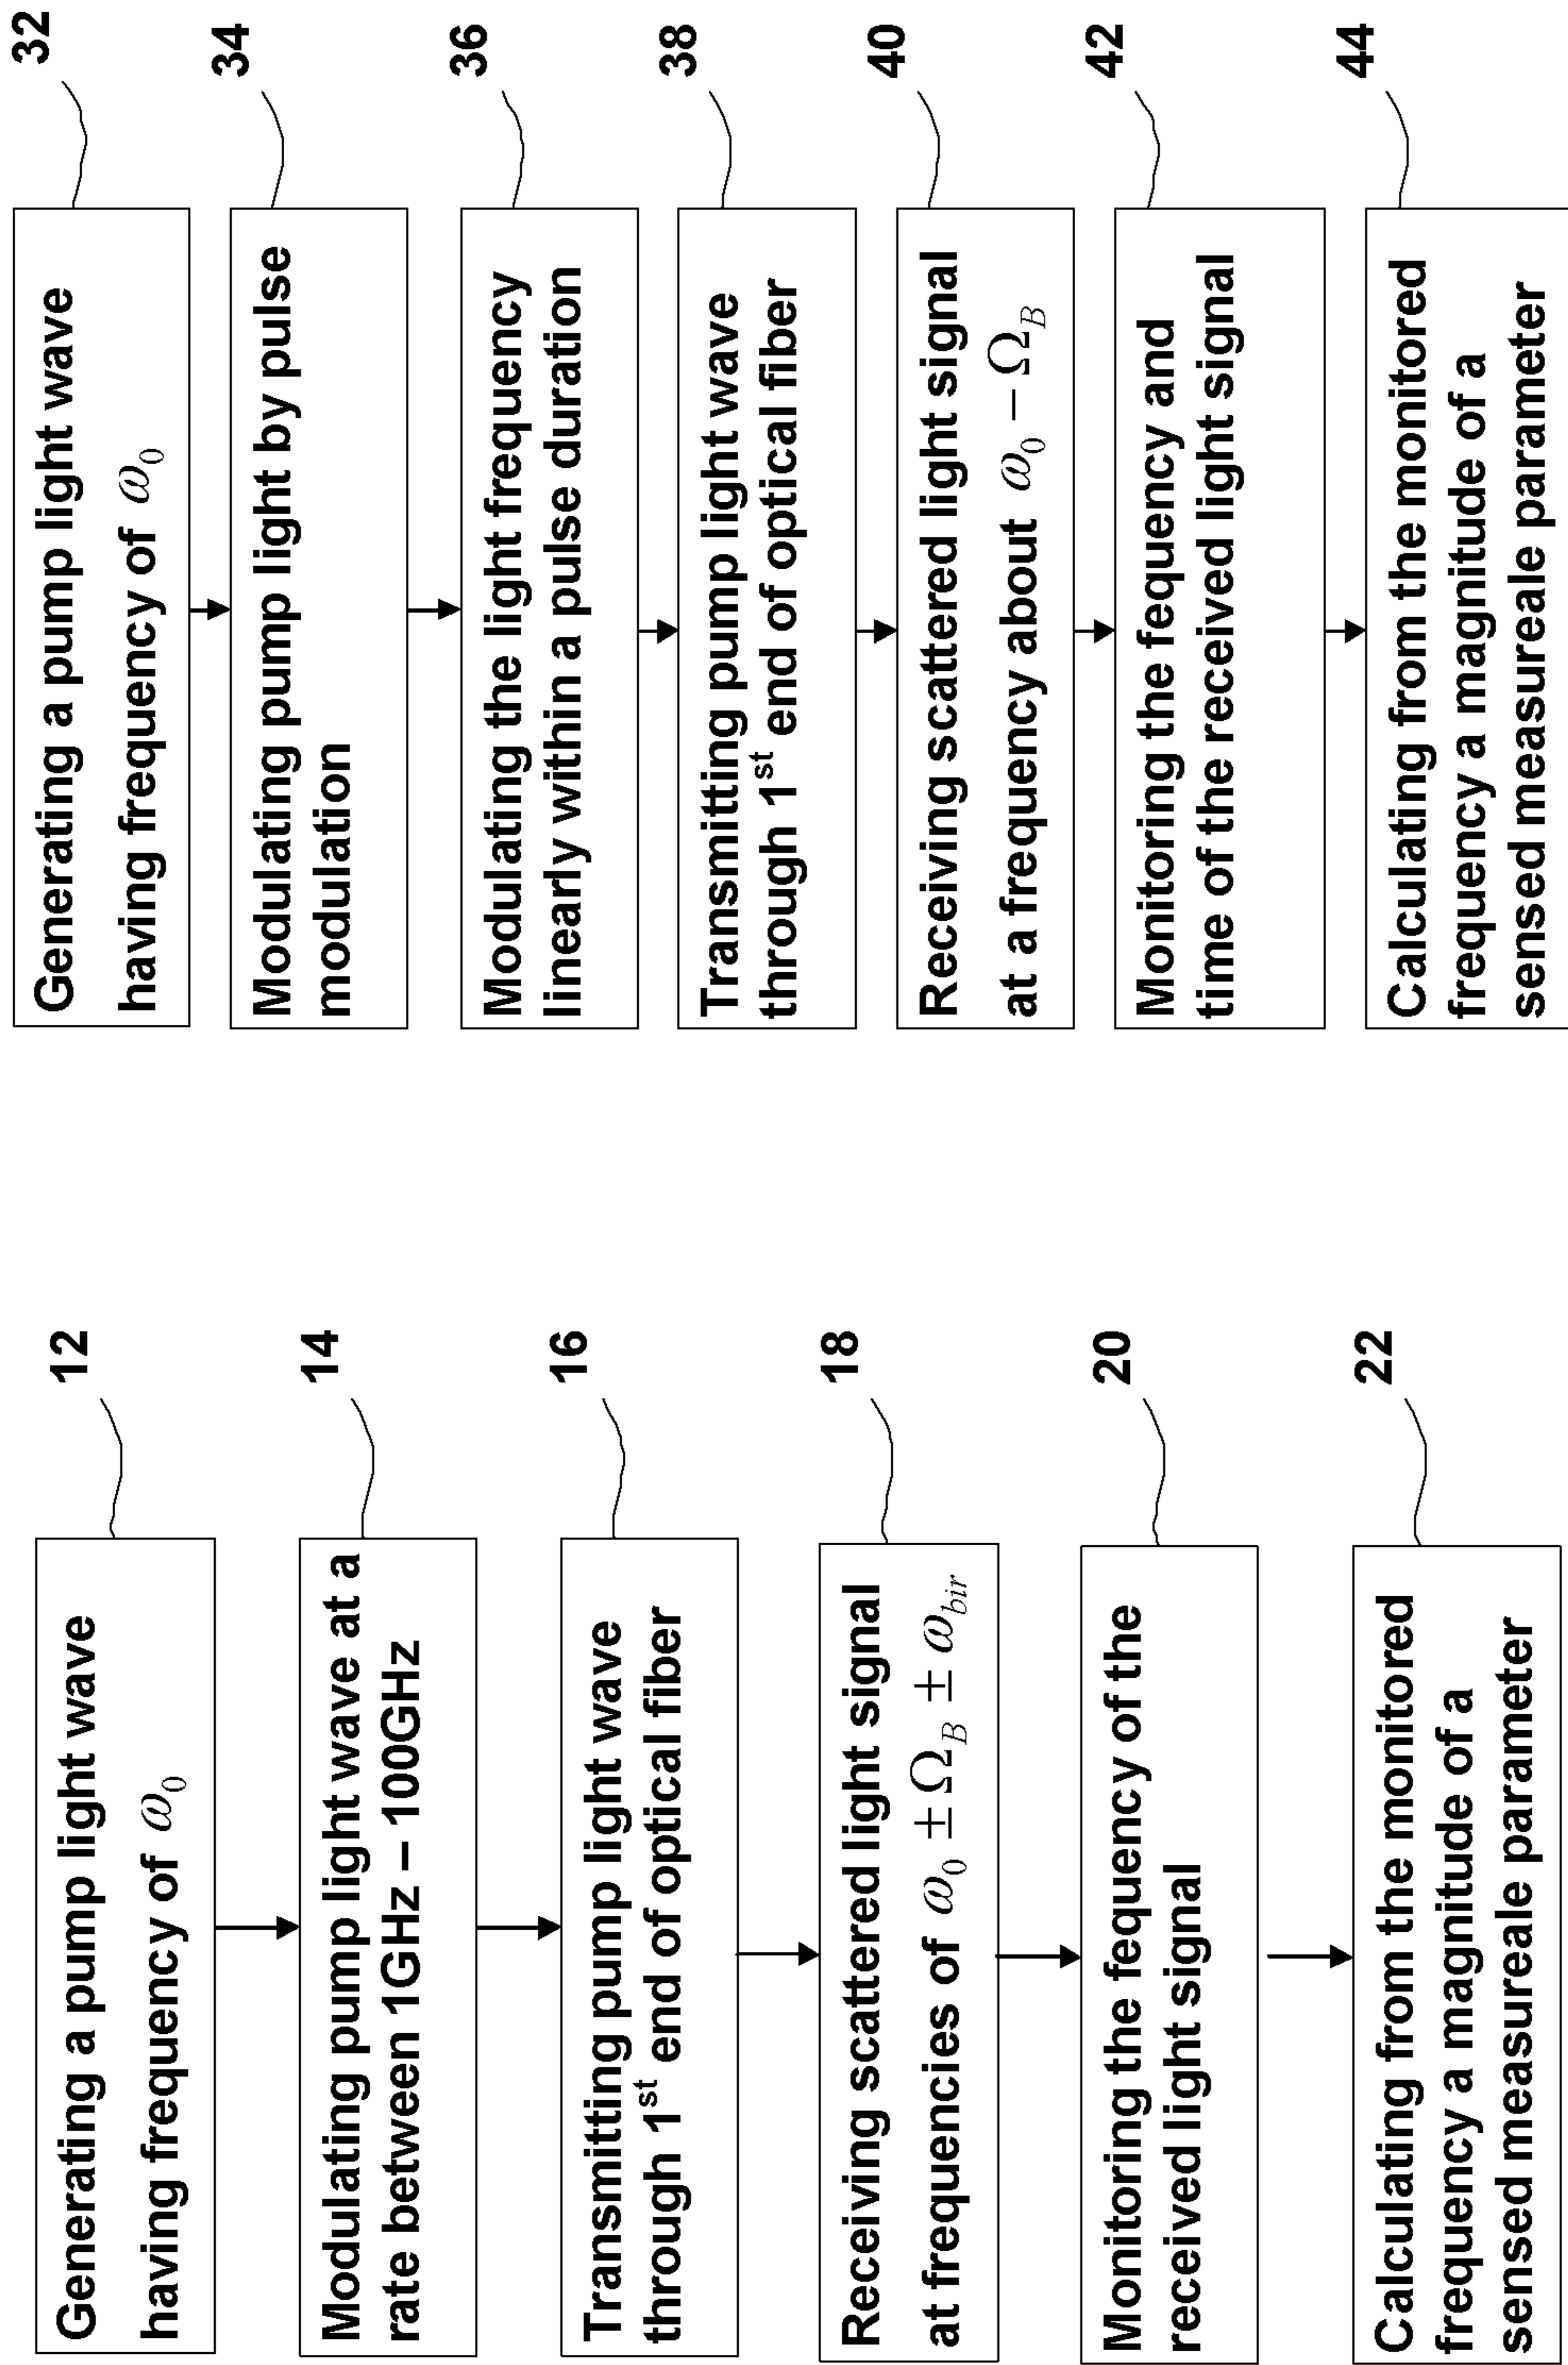 Generating a pump light wave
having frequency of ω₀
12
Modulating pump light wave at a
rate between 1GHz – 100GHz
14
Transmitting pump light wave
through 1st end of optical fiber
16
Receiving scattered light signal
at frequencies of ω₀ ± Ω_B ± ω_bir
18
Monitoring the fequency of the
received light signal
20
Calculating from the monitored
frequency a magnitude of a
sensed measureale parameter
22
Generating a pump light wave
having frequency of ω₀
32
Modulating pump light by pulse
modulation
34
Modulating the light frequency
linearly within a pulse duration
36
Transmitting pump light wave
through 1st end of optical fiber
38
Receiving scattered light signal
at a frequency about ω₀ – Ω_B
40
Monitoring the fequency and
time of the received light signal
42
Calculating from the monitored
frequency a magnitude of a
sensed measureale parameter
44